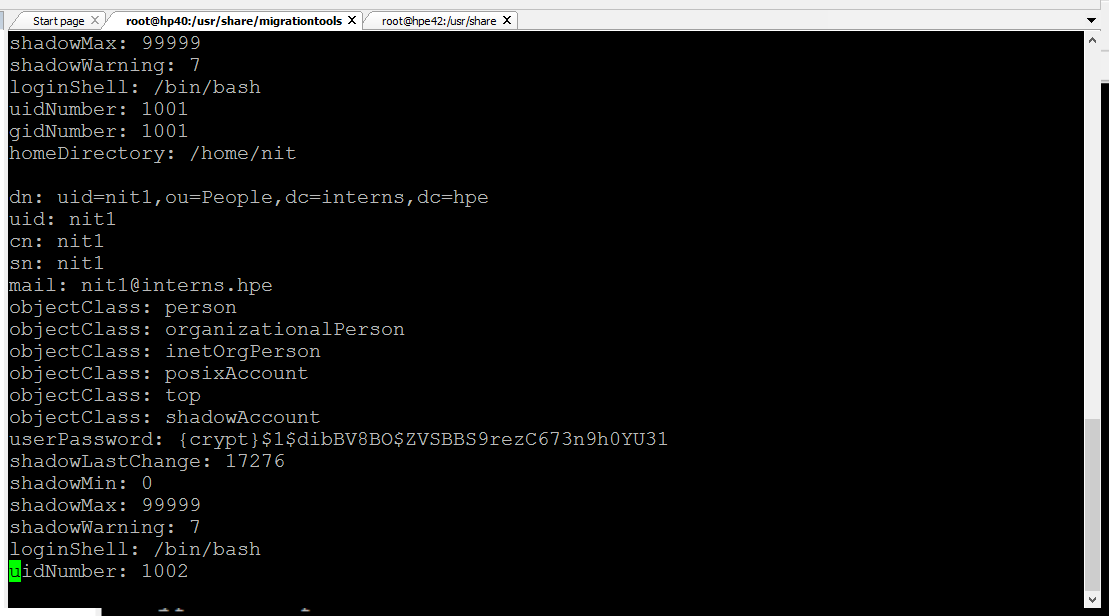 Start page
root@hp40:/usr/share/migrationtools
root@hpe42:/usr/share
shadowMax: 99999
shadowWarning: 7
loginShell: /bin/bash
uidNumber: 1001
gidNumber: 1001
homeDirectory: /home/nit
dn: uid=nit1,ou=People,dc=interns,dc=hpe
uid: nit1
cn: nit1
sn: nit1
mail: nit1@interns.hpe
objectClass: person
objectClass: organizationalPerson
objectClass: inetOrgPerson
objectClass: posixAccount
objectClass: top
objectClass: shadowAccount
userPassword: {crypt}$1$dibBV8BO$ZVSBBS9rezC673n9h0YU31
shadowLastChange: 17276
shadowMin: 0
shadowMax: 99999
shadowWarning: 7
loginShell: /bin/bash
uidNumber: 1002